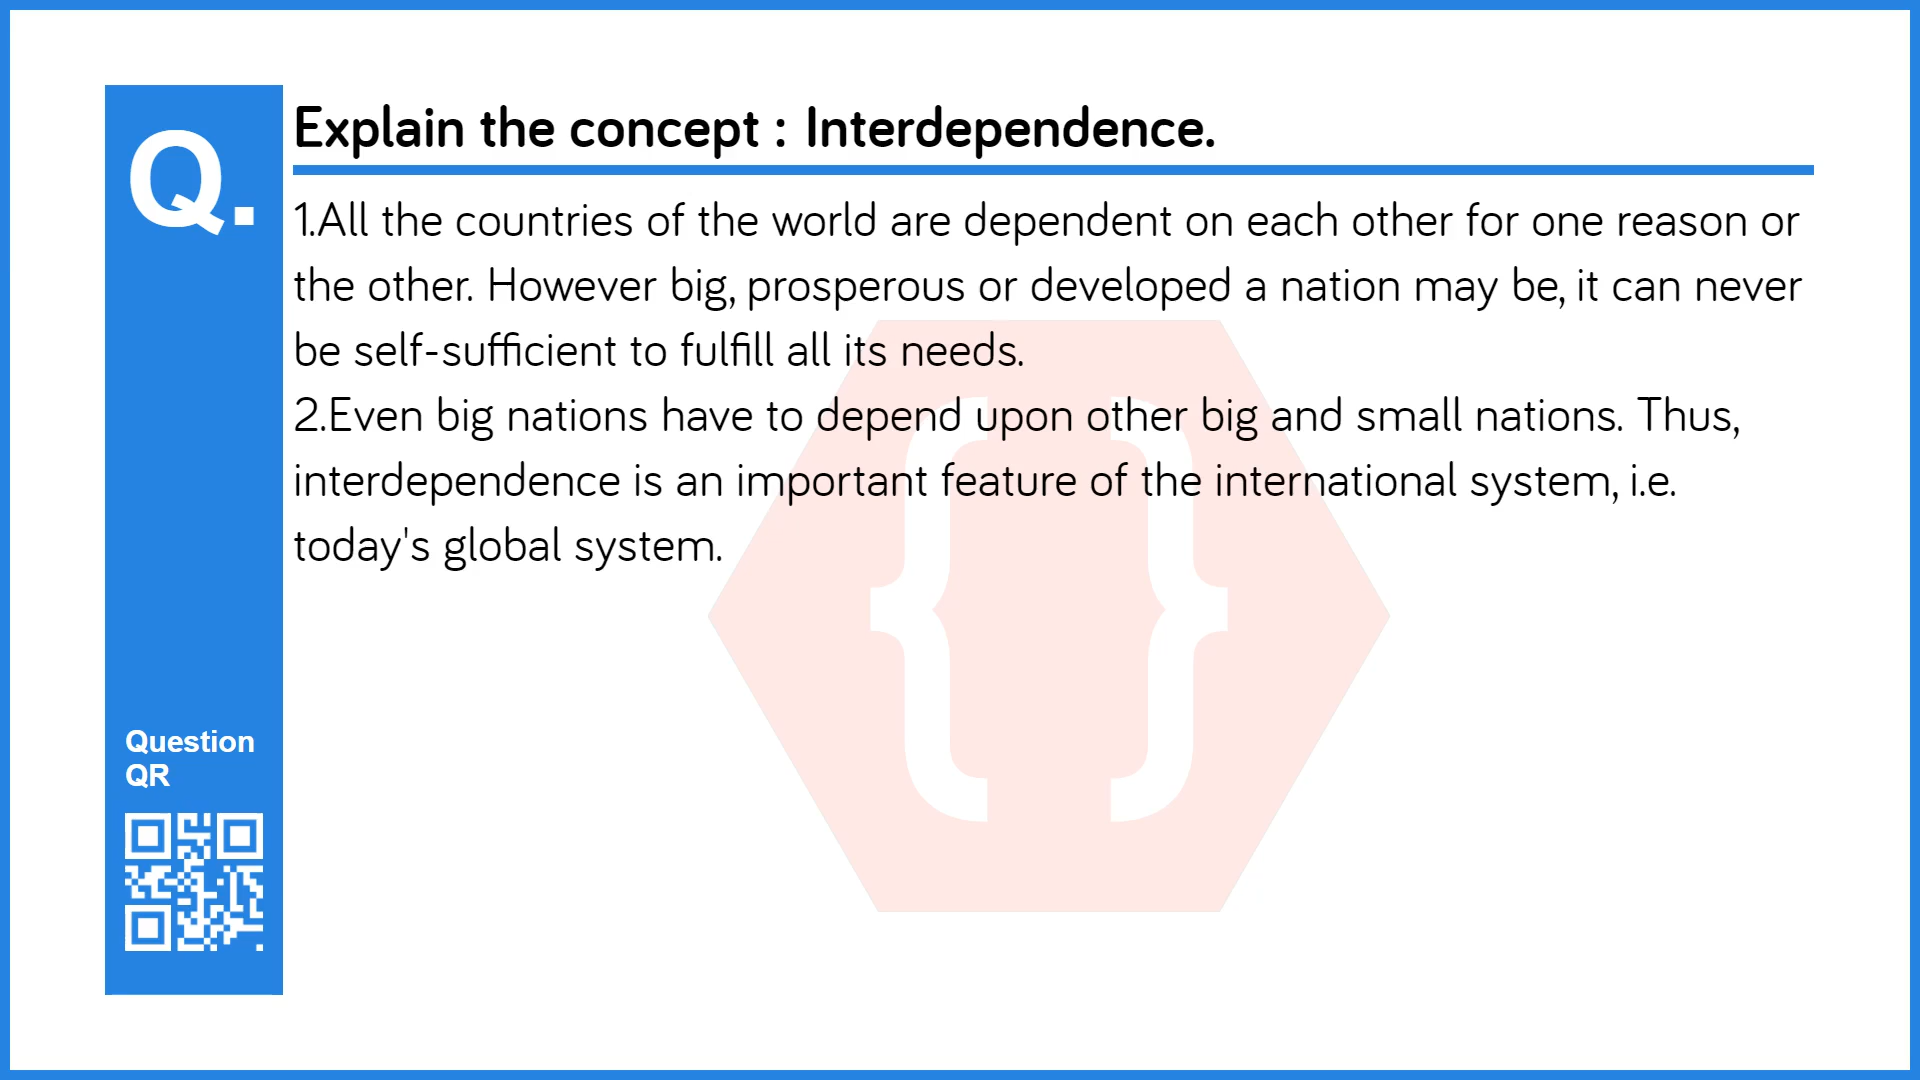 Q.
Explain the concept : Interdependence.
1.All the countries of the world are dependent on each other for one reason or
the other. However big, prosperous or developed a nation may be, it can never
be self-sufficient to fulfill all its needs.
2.Even big nations have to depend upon other big and small nations. Thus,
interdependence is an important feature of the international system, i.e.
today's global system.
Question
QR